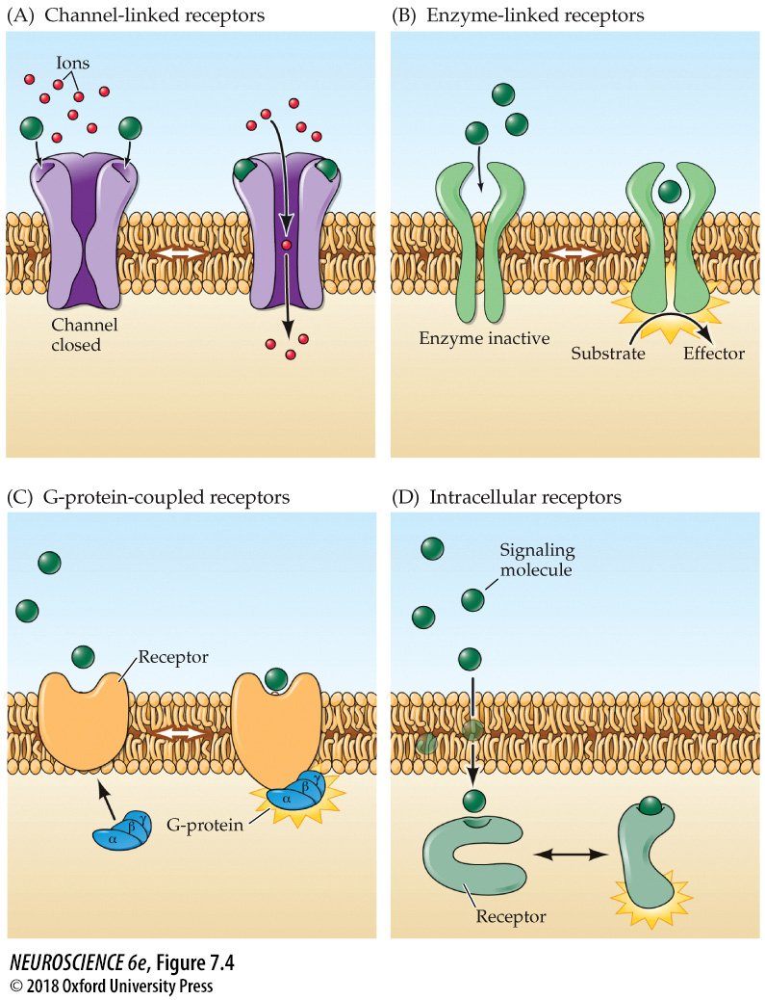 (A) Channel-linked receptors
Ions
Channel
closed
(B) Enzyme-linked receptors
Enzyme inactive
Substrate
Effector
(C) G-protein-coupled receptors
Receptor
α
β
γ
G-protein
α
β
γ
(D) Intracellular receptors
Signaling
molecule
Receptor
NEUROSCIENCE 6e, Figure 7.4
© 2018 Oxford University Press